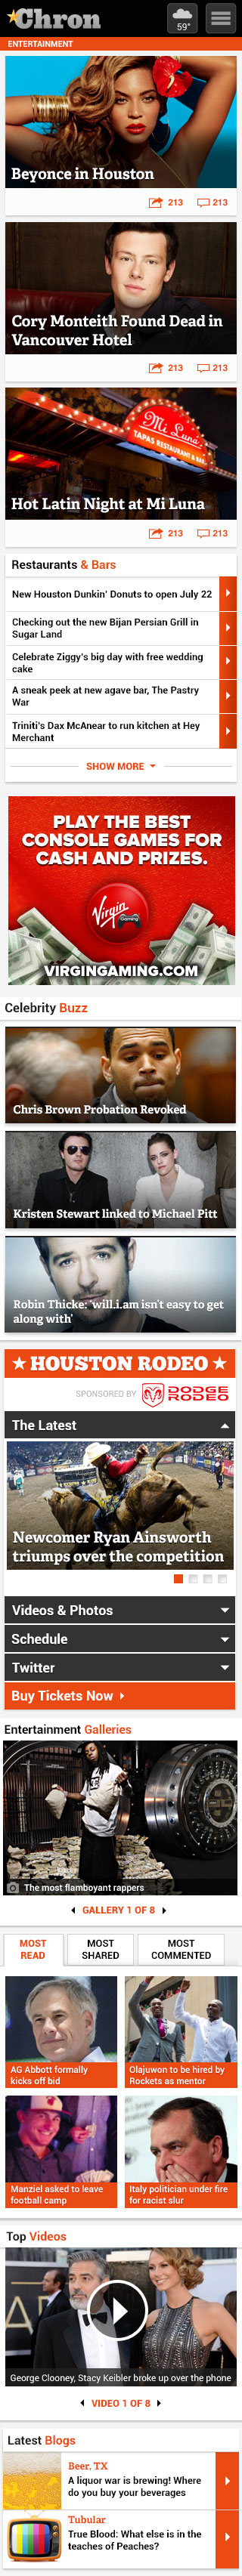 Chron
59°
ENTERTAINMENT
Beyonce in Houston
213 213
Cory Monteith Found Dead in
Vancouver Hotel
213 213
Mi Luna
TAPAS RESTAURANT & BAR
Hot Latin Night at Mi Luna
213 213
Restaurants & Bars
New Houston Dunkin' Donuts to open July 22
Checking out the new Bijan Persian Grill in
Sugar Land
Celebrate Ziggy's big day with free wedding
cake
A sneak peek at new agave bar, The Pastry
War
Triniti's Dax McAnear to run kitchen at Hey
Merchant
SHOW MORE
PLAY THE BEST
CONSOLE GAMES FOR
CASH AND PRIZES.
Virgin
Gaming
VIRGINGAMING.COM
Celebrity Buzz
Chris Brown Probation Revoked
Kristen Stewart linked to Michael Pitt
Robin Thicke: 'will.i.am isn't easy to get
along with'
HOUSTON RODEO
SPONSORED BY DODGE
RODEO
The Latest
Newcomer Ryan Ainsworth
triumps over the competition
Videos & Photos
Schedule
Twitter
Buy Tickets Now
Entertainment Galleries
The most flamboyant rappers
GALLERY 1 OF 8
MOST
READ
MOST
SHARED
MOST
COMMENTED
AG Abbott formally
kicks off bid
Olajuwon to be hired by
Rockets as mentor
Manziel asked to leave
football camp
Italy politician under fire
for racist slur
Top Videos
George Clooney, Stacy Keibler broke up over the phone
VIDEO 1 OF 8
Latest Blogs
Beer, TX
A liquor war is brewing! Where
do you buy your beverages
Tubular
True Blood: What else is in the
teaches of Peaches?